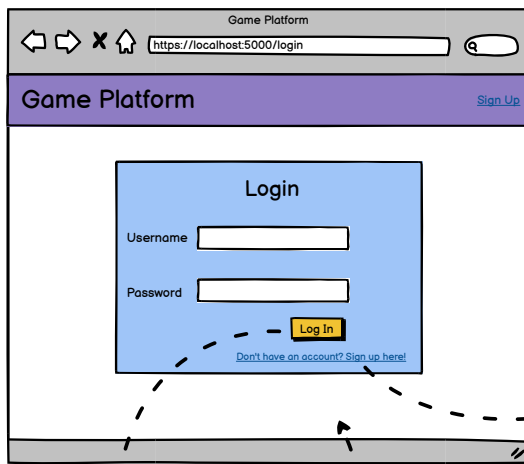 Game Platform
https://localhost:5000/login
Game Platform
Sign Up
Login
Username
Password
Log In
Don't have an account? Sign up here!